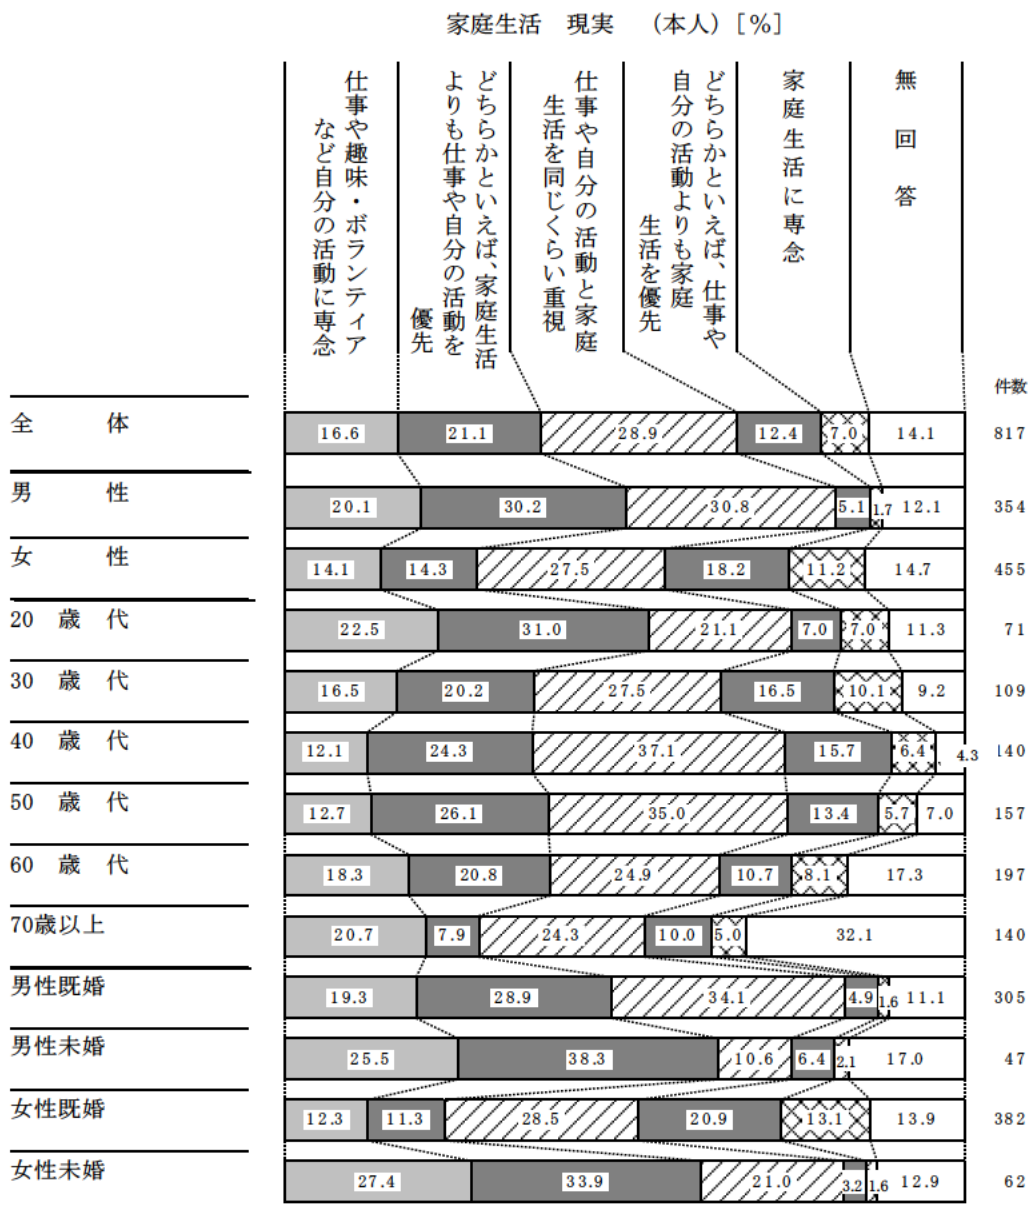 家庭生活　現実　（本人）［％］
仕事や趣味・ボランティア
など自分の活動に専念
どちらかといえば、家庭生活
よりも仕事や自分の活動を
優先
仕事や自分の活動と家庭
生活を同じくらい重視
どちらかといえば、仕事や
自分の活動よりも家庭
生活を優先
家庭生活に専念
無回答
件数
全　体 16.6 21.1 28.9 12.4 7.0 14.1 817
男　性 20.1 30.2 30.8 5.1 1.7 12.1 354
女　性 14.1 14.3 27.5 18.2 11.2 14.7 455
20 歳 代 22.5 31.0 21.1 7.0 7.0 11.3 71
30 歳 代 16.5 20.2 27.5 16.5 10.1 9.2 109
40 歳 代 12.1 24.3 37.1 15.7 6.4 4.3 140
50 歳 代 12.7 26.1 35.0 13.4 5.7 7.0 157
60 歳 代 18.3 20.8 24.9 10.7 8.1 17.3 197
70歳以上 20.7 7.9 24.3 10.0 5.0 32.1 140
男性既婚 19.3 28.9 34.1 4.9 1.6 11.1 305
男性未婚 25.5 38.3 10.6 6.4 2.1 17.0 47
女性既婚 12.3 11.3 28.5 20.9 13.1 13.9 382
女性未婚 27.4 33.9 21.0 3.2 1.6 12.9 62